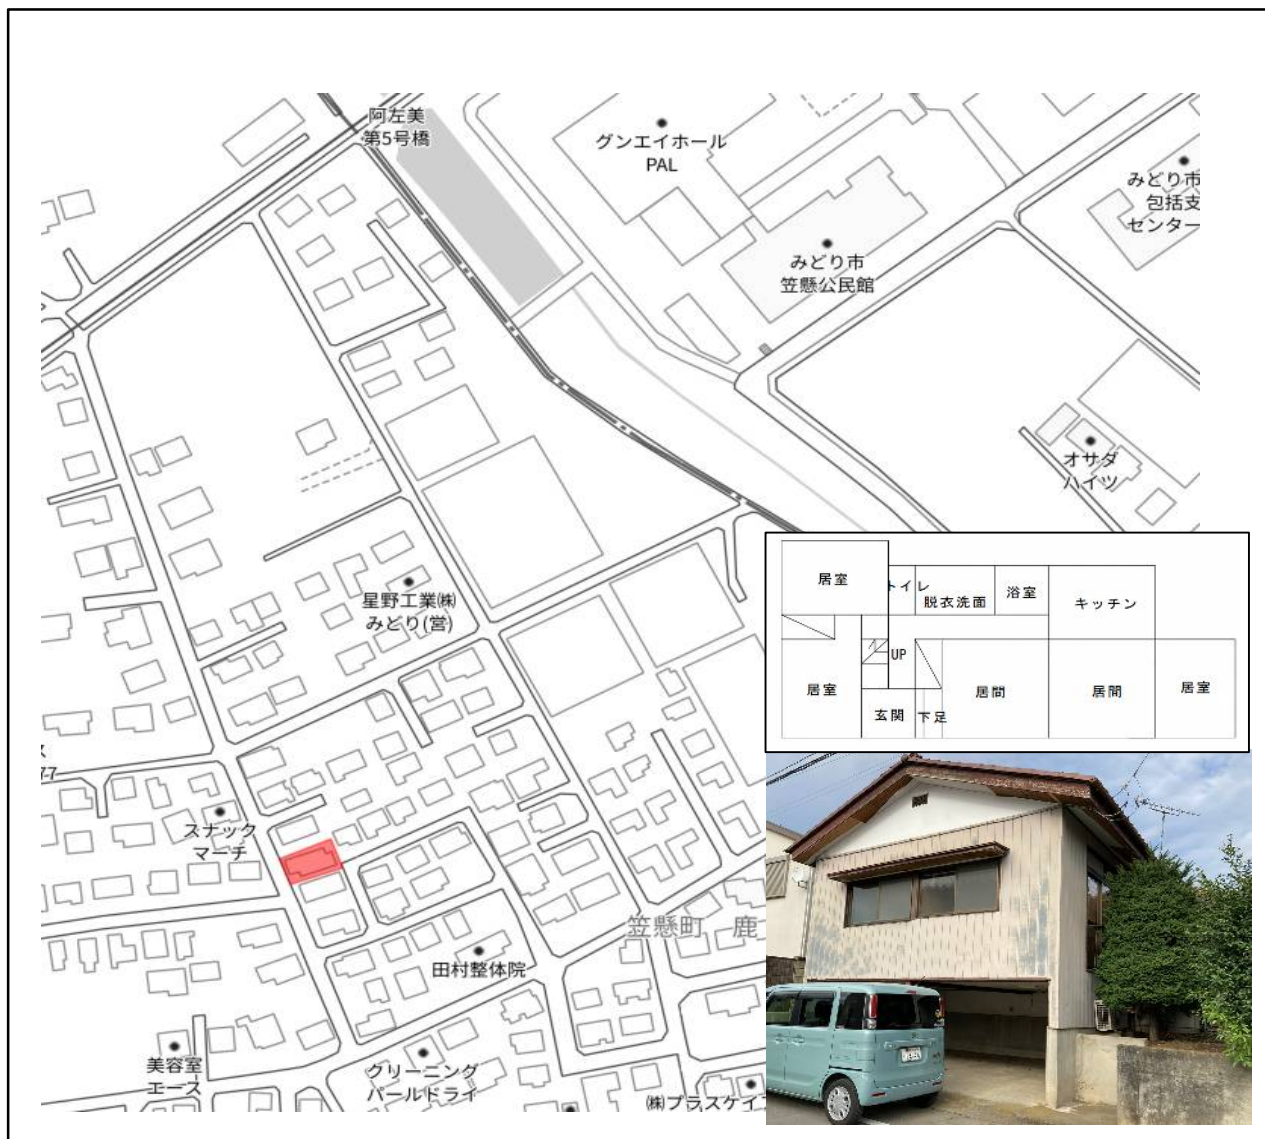 阿左美
第5号橋
グンエイホール
PAL
みどり市
包括支
センター
みどり市
笠懸公民館
オサダ
ハイツ
星野工業㈱
みどり(営)
居室
トイレ
脱衣洗面
浴室
キッチン
UP
居室
玄関
下足
居間
居間
居室
ス
77
スナック
マーチ
笠懸町 鹿
田村整体院
美容室
エース
クリーニング
パールドライ
㈱プラスケイ